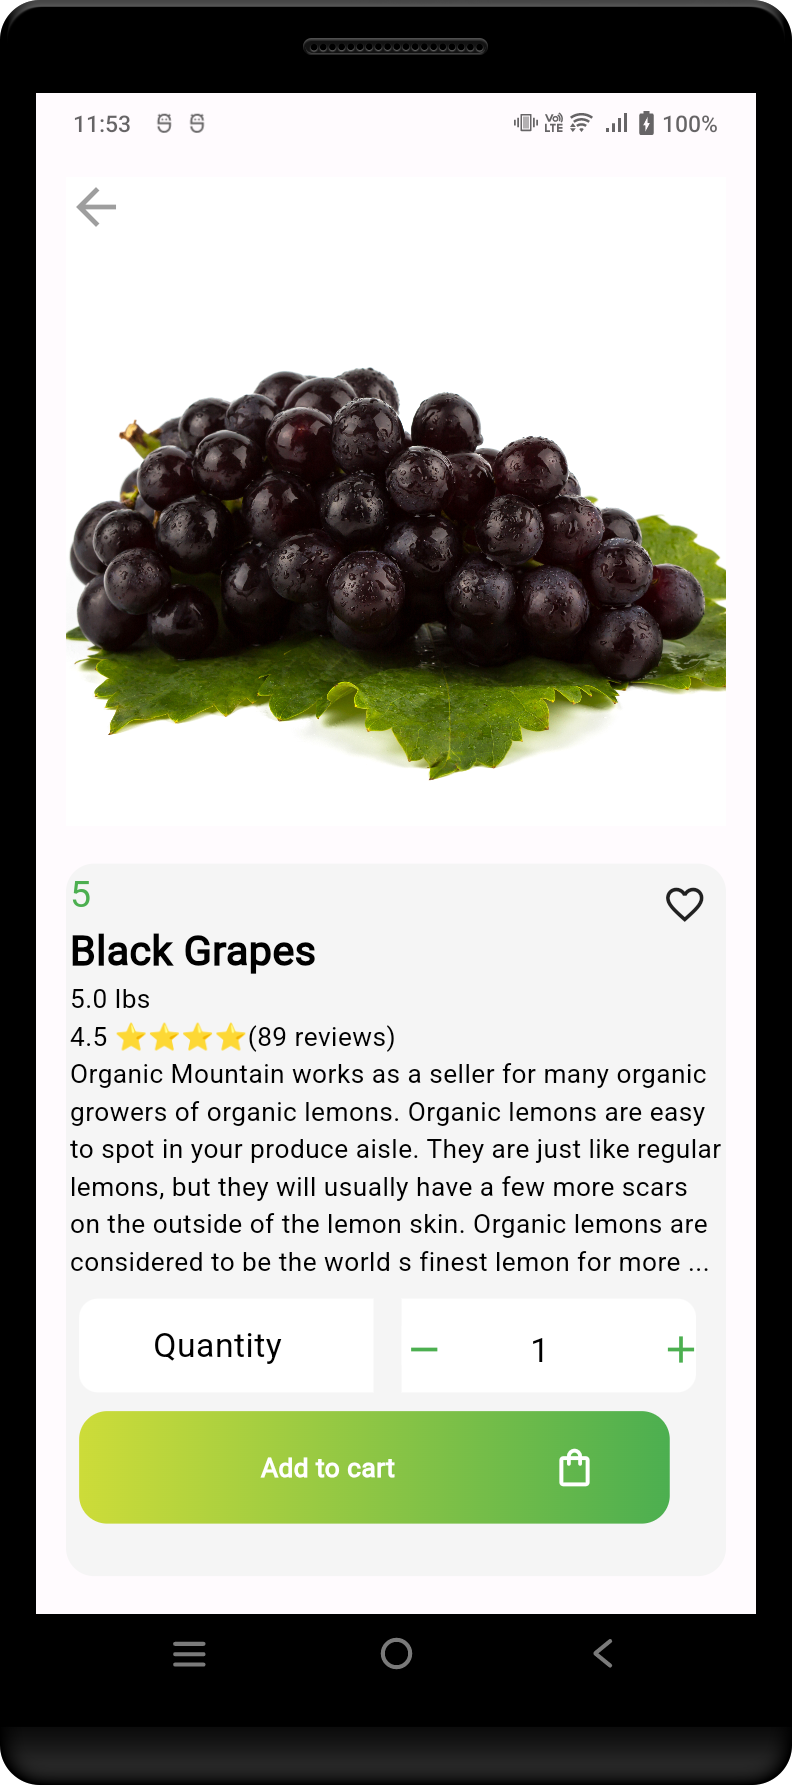 11:53 Vo) LTE 100%
5
Black Grapes
5.0 lbs
4.5 ⭐⭐⭐⭐(89 reviews)
Organic Mountain works as a seller for many organic
growers of organic lemons. Organic lemons are easy
to spot in your produce aisle. They are just like regular
lemons, but they will usually have a few more scars
on the outside of the lemon skin. Organic lemons are
considered to be the world s finest lemon for more ...
Quantity
1
Add to cart